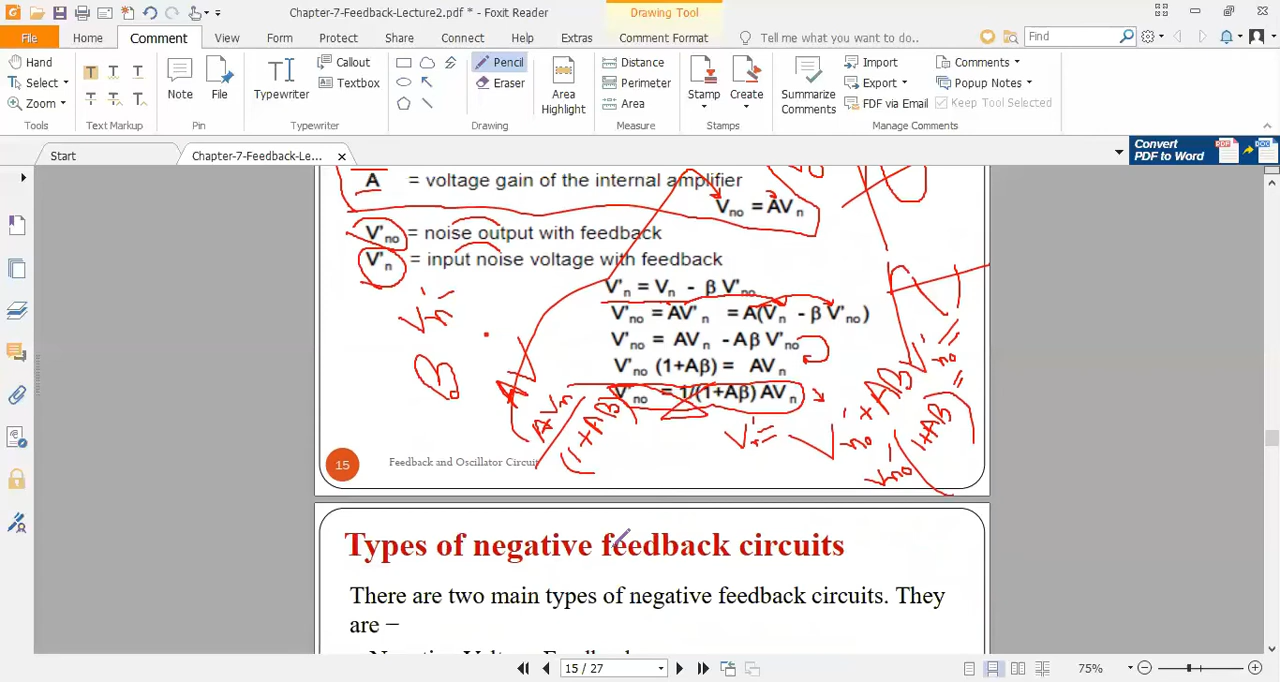 Chapter-7-Feedback-Lecture2.pdf * - Foxit Reader
Drawing Tool
File Home Comment View Form Protect Share Connect Help Extras Comment Format Tell me what you want to do.. Find
Hand
Select
Zoom
Tools
Text Markup
Note
File
Pin
Typewriter
Callout
Textbox
Typewriter
Pencil
Eraser
Drawing
Area Highlight
Distance
Perimeter
Area
Measure
Stamp
Create
Stamps
Summarize Comments
Import
Export
FDF via Email
Comments
Popup Notes
Keep Tool Selected
Manage Comments
Start
Chapter-7-Feedback-Le...
Convert PDF to Word
A = voltage gain of the internal amplifier
Vno = AVn
V'no = noise output with feedback
V'n = input noise voltage with feedback
V'n = Vn - β V'no
V'no = AV'n = A(Vn - β V'no)
V'no = AVn - Aβ V'no
V'no (1+Aβ) = AVn
V'no = 1/(1+Aβ) AVn
15
Feedback and Oscillator Circuit
Types of negative feedback circuits
There are two main types of negative feedback circuits. They
are −
15 / 27
75%